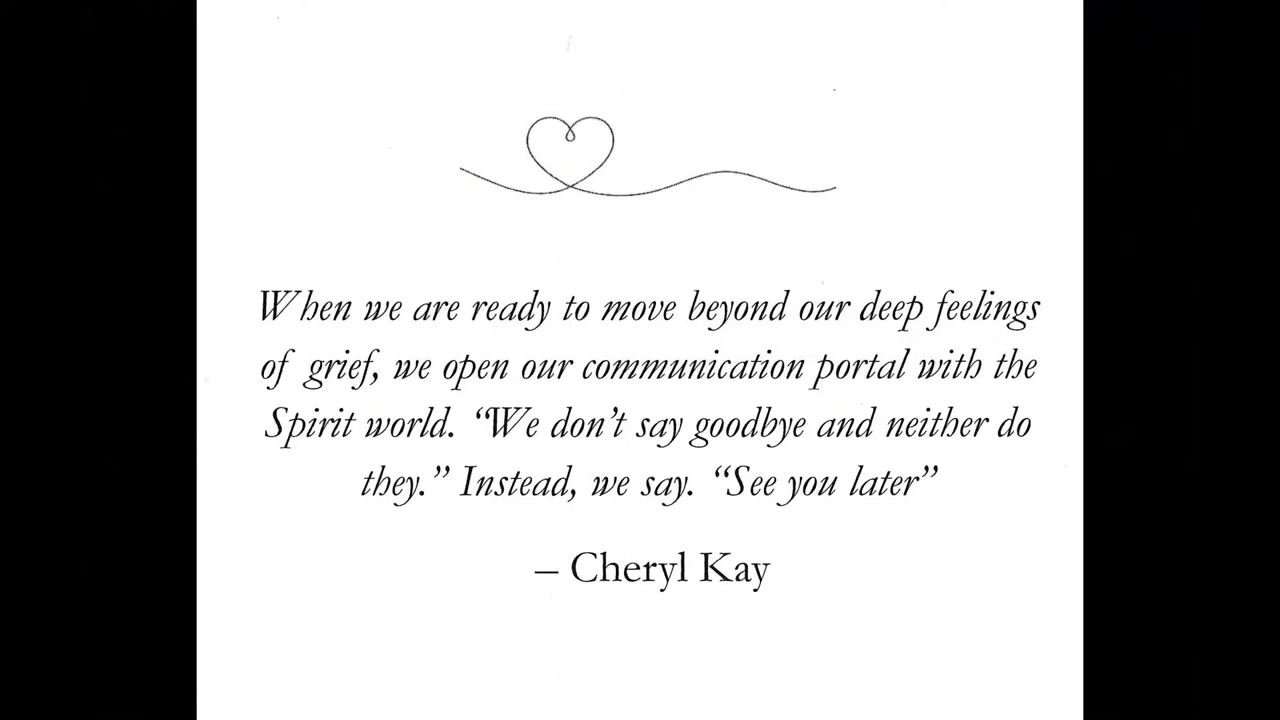 When we are ready to move beyond our deep feelings
of grief, we open our communication portal with the
Spirit world. “We don’t say goodbye and neither do
they.” Instead, we say. “See you later”
– Cheryl Kay